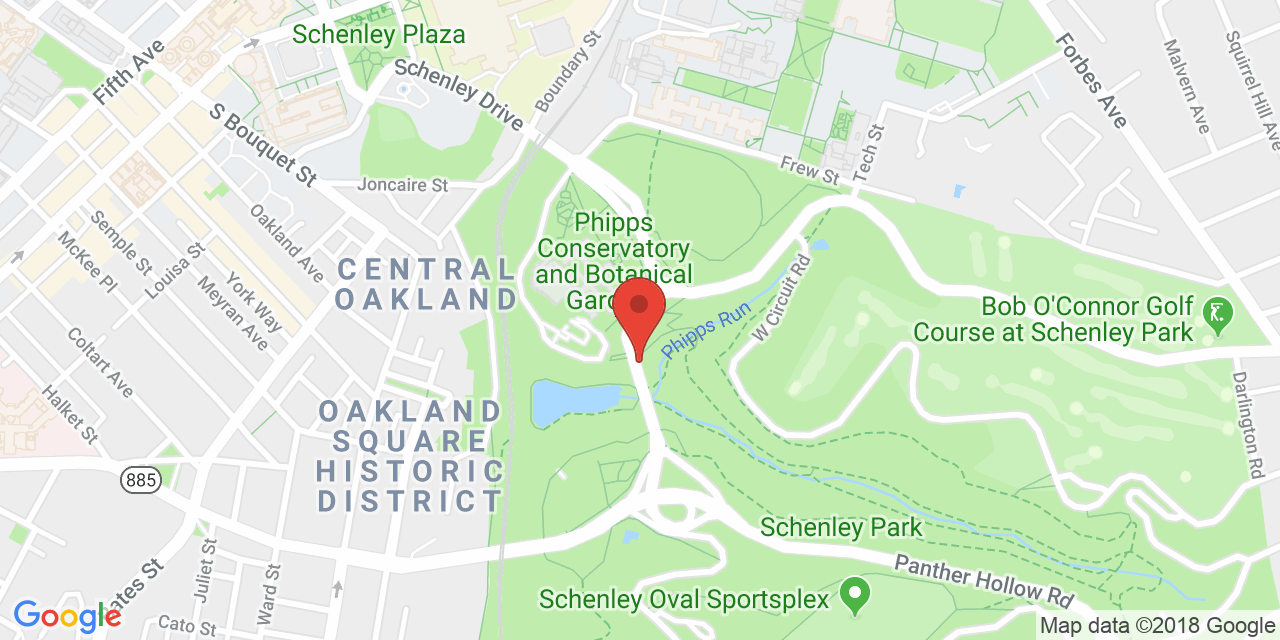 Schenley Plaza
Fifth Ave
Schenley Drive
Boundary St
Forbes Ave
Malvern Ave
Squirrel Hill Ave
S Bouquet St
Joncaire St
Tech St
Frew St
Semple St
McKee Pl
Louisa St
Oakland Ave
Meyran Ave
York Way
CENTRAL
OAKLAND
Phipps
Conservatory
and Botanical
Phipps Run
W Circuit Rd
Bob O'Connor Golf
Course at Schenley Park
Coltart Ave
Halket St
Darlington Rd
OAKLAND
SQUARE
HISTORIC
DISTRICT
885
Schenley Park
Panther Hollow Rd
Schenley Oval Sportsplex
Juliet St
Ward St
Cato St
ates St
Google
Map data ©2018 Google